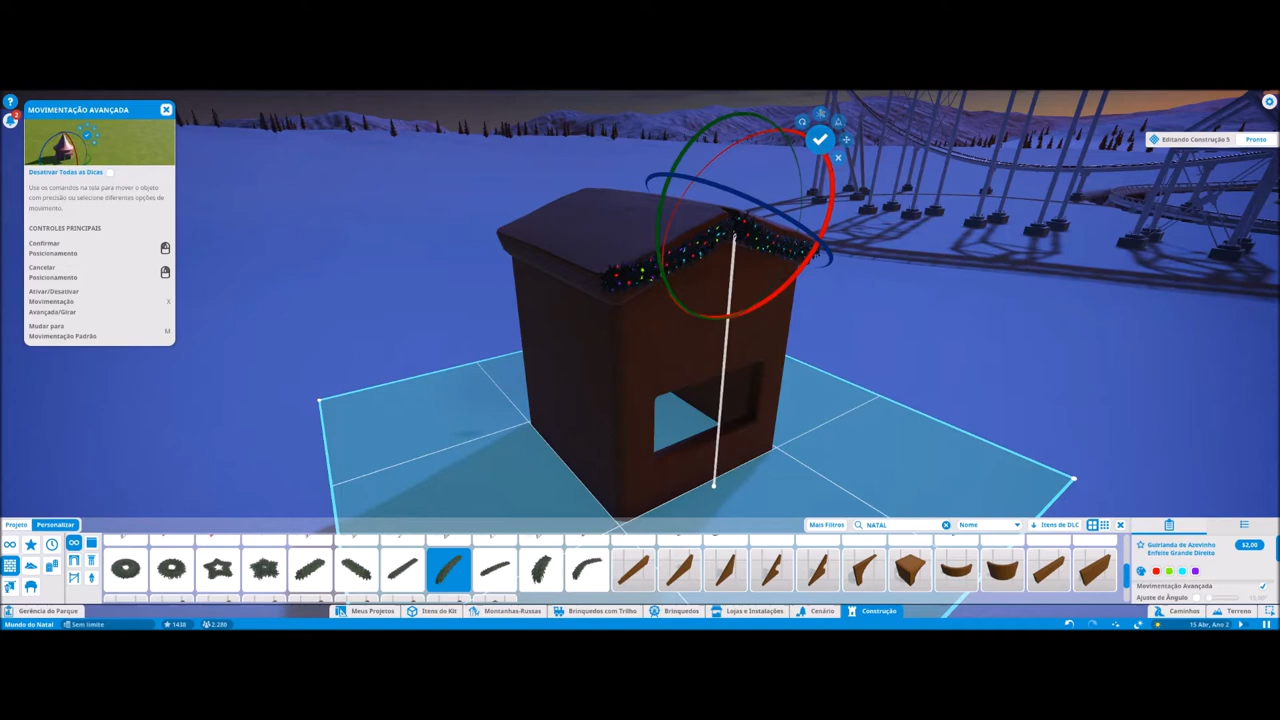 ?
2
MOVIMENTAÇÃO AVANÇADA
Desativar Todas as Dicas
Use os comandos na tela para mover o objeto
com precisão ou selecione diferentes opções de
movimento.
CONTROLES PRINCIPAIS
Confirmar
Posicionamento
Cancelar
Posicionamento
Ativar/Desativar
Movimentação X
Avançada/Girar
Mudar para M
Movimentação Padrão
Editando Construção 5 Pronto
Projeto Personalizar
Mais Filtros NATAL Nome Itens de DLC
Guirlanda de Azevinho $2,00
Enfeite Grande Direito
Movimentação Avançada
Ajuste de Ângulo
Gerência do Parque Meus Projetos Itens do Kit Montanhas-Russas Brinquedos com Trilho Brinquedos Lojas e Instalações Cenário Construção Caminhos Terreno
Mundo do Natal Sem limite 1438 2.280 15 Abr, Ano 2